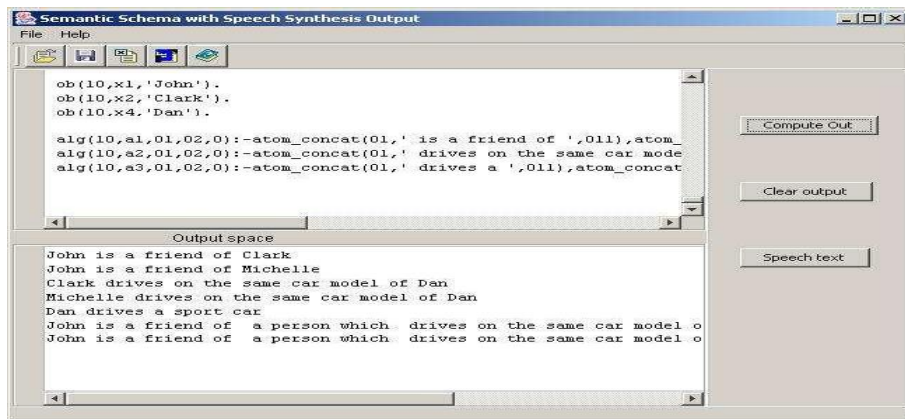 Semantic Schema with Speech Synthesis Output
File Help
ob(10,x1,'John').
ob(10,x2,'Clark').
ob(10,x4,'Dan').
alg(10,a1,O1,O2,O):-atom_concat(O1,' is a friend of ',O11),atom_
alg(10,a2,O1,O2,O):-atom_concat(O1,' drives on the same car mode
alg(10,a3,O1,O2,O):-atom_concat(O1,' drives a ',O11),atom_concat
Compute Out
Clear output
Output space
Speech text
John is a friend of Clark
John is a friend of Michelle
Clark drives on the same car model of Dan
Michelle drives on the same car model of Dan
Dan drives a sport car
John is a friend of  a person which  drives on the same car model o
John is a friend of  a person which  drives on the same car model o